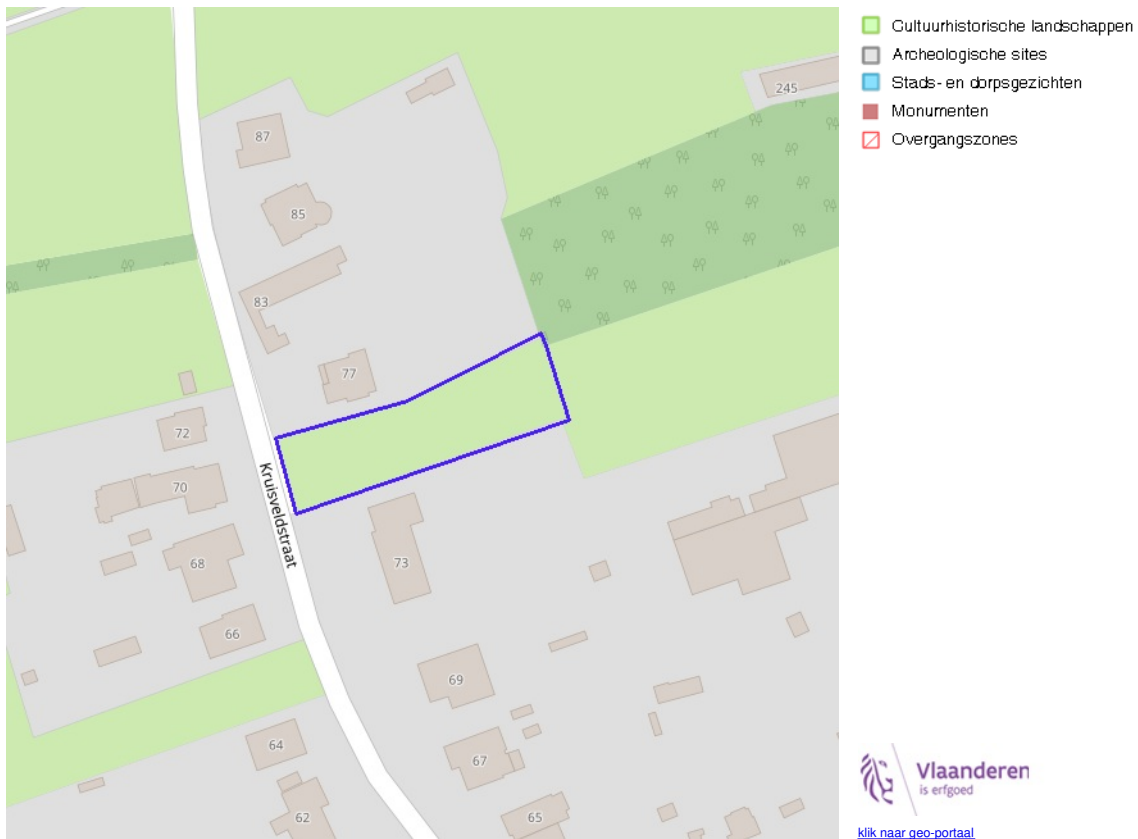 Cultuurhistorische landschappen
Archeologische sites
Stads- en dorpsgezichten
Monumenten
Overgangszones
245
87
85
83
77
72
70
Kruisveldstraat
68
73
66
69
64
67
62
65
Vlaanderen
is erfgoed
klik naar geo-portaal